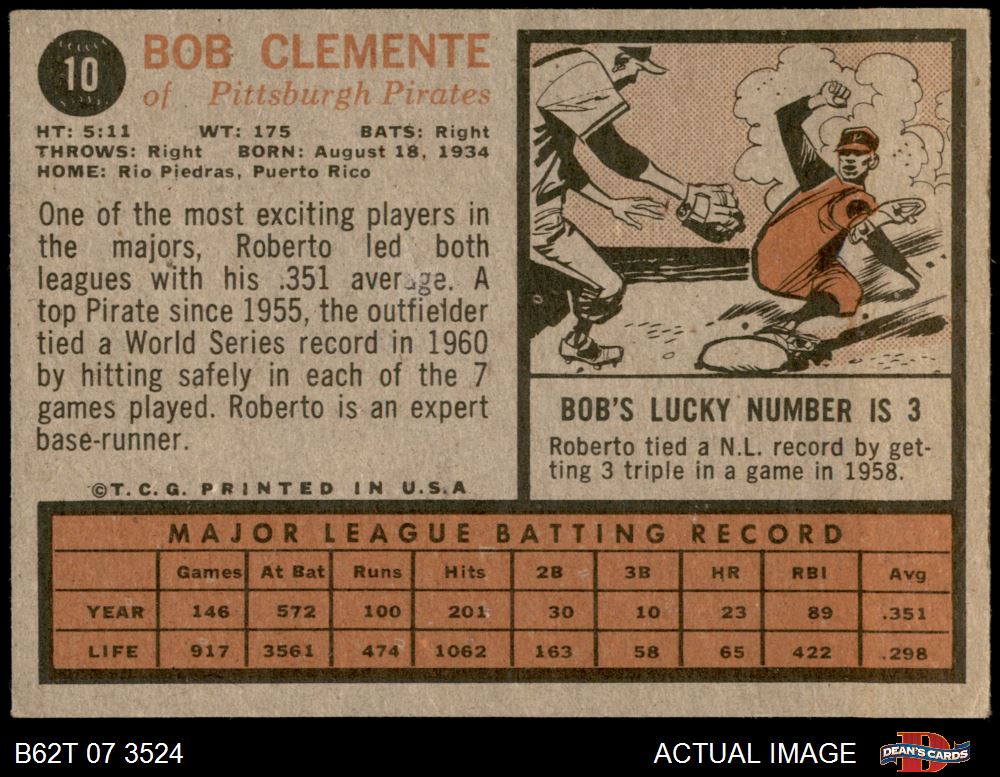 10
BOB CLEMENTE
of Pittsburgh Pirates
HT: 5:11 WT: 175 BATS: Right
THROWS: Right BORN: August 18, 1934
HOME: Rio Piedras, Puerto Rico
One of the most exciting players in
the majors, Roberto led both
leagues with his .351 average. A
top Pirate since 1955, the outfielder
tied a World Series record in 1960
by hitting safely in each of the 7
games played. Roberto is an expert
base-runner.
©T.C.G. PRINTED IN U.S.A
BOB'S LUCKY NUMBER IS 3
Roberto tied a N.L. record by get-
ting 3 triple in a game in 1958.
MAJOR LEAGUE BATTING RECORD
Games At Bat Runs Hits 2B 3B HR RBI Avg
YEAR 146 572 100 201 30 10 23 89 .351
LIFE 917 3561 474 1062 163 58 65 422 .298
B62T 07 3524 ACTUAL IMAGE DEAN'S CARDS